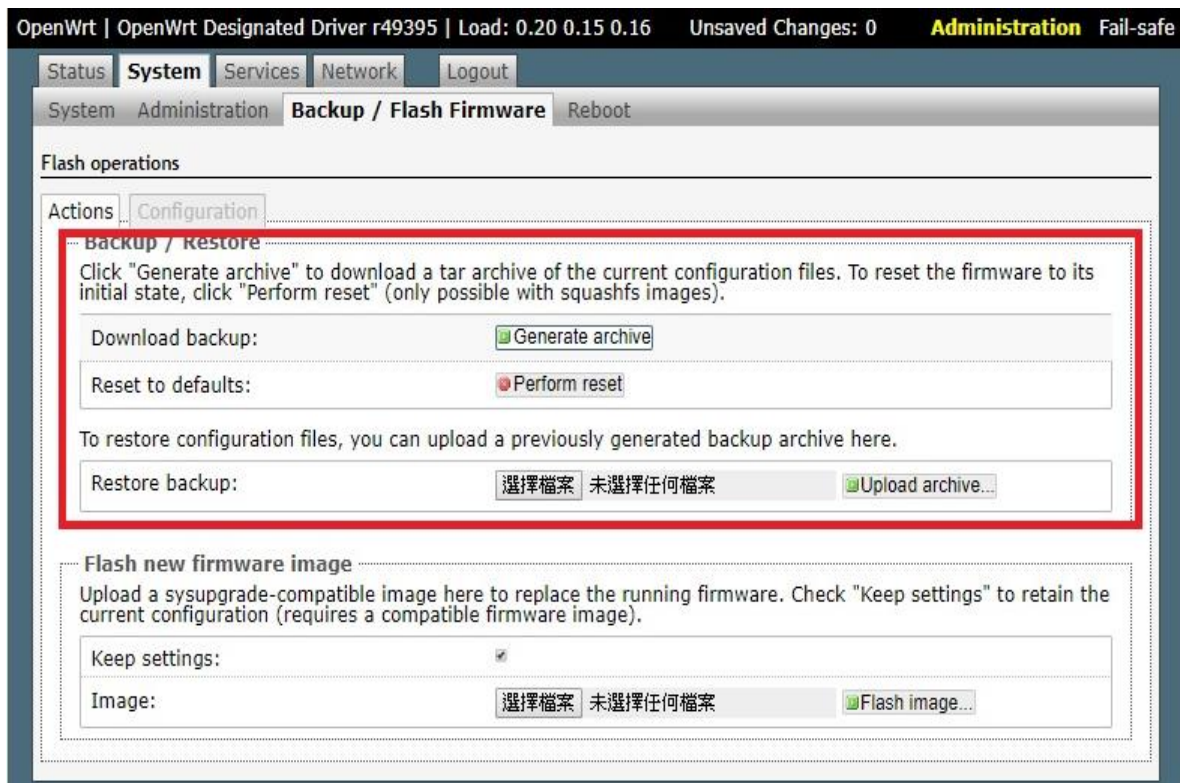 OpenWrt | OpenWrt Designated Driver r49395 | Load: 0.20 0.15 0.16 Unsaved Changes: 0 Administration Fail-safe
Status System Services Network Logout
System Administration Backup / Flash Firmware Reboot
Flash operations
Actions Configuration
Backup / Restore
Click "Generate archive" to download a tar archive of the current configuration files. To reset the firmware to its
initial state, click "Perform reset" (only possible with squashfs images).
Download backup: Generate archive
Reset to defaults: Perform reset
To restore configuration files, you can upload a previously generated backup archive here.
Restore backup: 選擇檔案 未選擇任何檔案 Upload archive...
Flash new firmware image
Upload a sysupgrade-compatible image here to replace the running firmware. Check "Keep settings" to retain the
current configuration (requires a compatible firmware image).
Keep settings:
Image: 選擇檔案 未選擇任何檔案 Flash image...